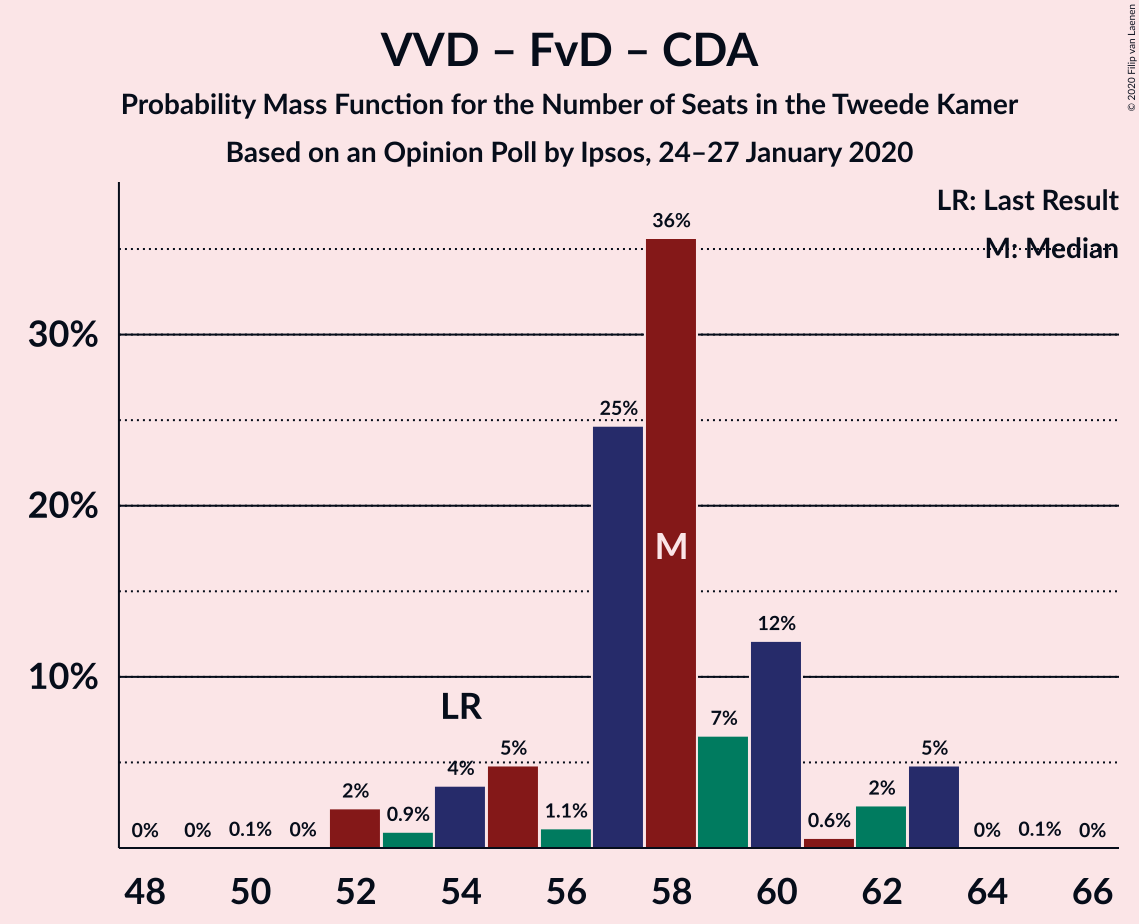 VVD – FvD – CDA
Probability Mass Function for the Number of Seats in the Tweede Kamer
Based on an Opinion Poll by Ipsos, 24–27 January 2020
© 2020 Filip van Laenen
LR: Last Result
M: Median
36%
30%
25%
20%
M
12%
10%
LR
7%
5%
5%
4%
2%
2%
0.9%
1.1%
0.6%
0%
0%
0.1%
0%
0%
0.1%
0%
48 50 52 54 56 58 60 62 64 66